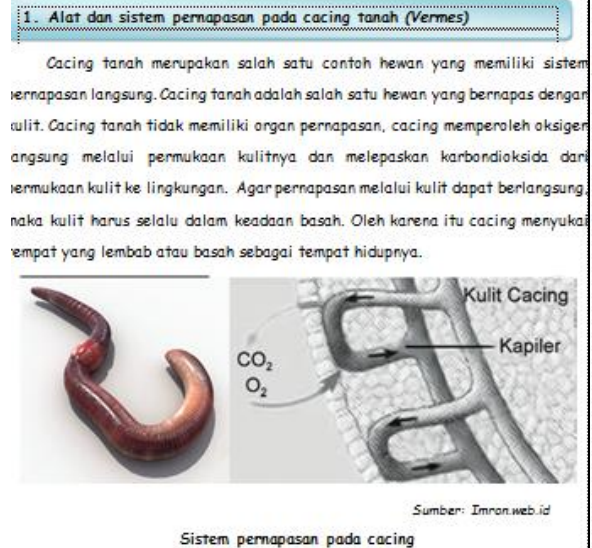 1. Alat dan sistem pernapasan pada cacing tanah (Vermes)
Cacing tanah merupakan salah satu contoh hewan yang memiliki sistem
ernapasan langsung. Cacing tanah adalah salah satu hewan yang bernapas dengan
kulit. Cacing tanah tidak memiliki organ pernapasan, cacing memperoleh oksigen
angsung melalui permukaan kulitnya dan melepaskan karbondioksida dari
ermukaan kulit ke lingkungan. Agar pernapasan melalui kulit dapat berlangsung,
maka kulit harus selalu dalam keadaan basah. Oleh karena itu cacing menyukai
tempat yang lembab atau basah sebagai tempat hidupnya.
Kulit Cacing
Kapiler
CO₂
O₂
Sumber: Imron.web.id
Sistem pernapasan pada cacing